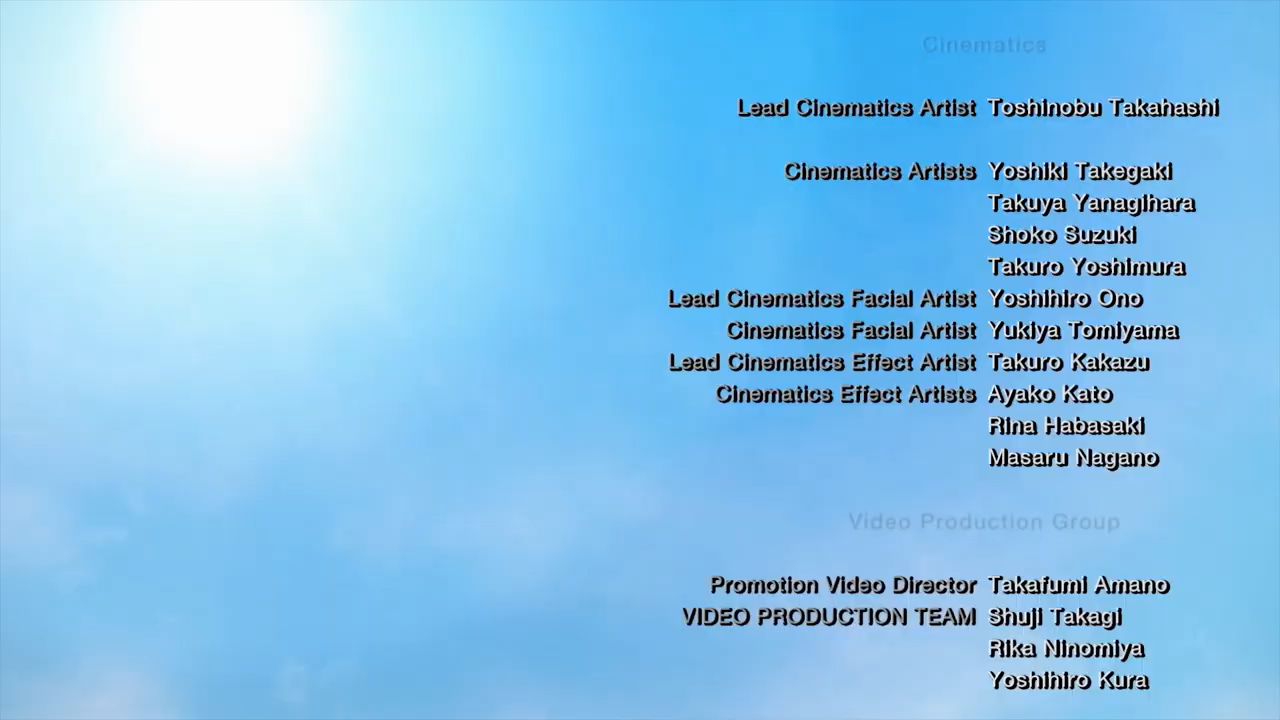 Cinematics
Lead Cinematics Artist Toshinobu Takahashi
Cinematics Artists Yoshiki Takegaki
Takuya Yanagihara
Shoko Suzuki
Takuro Yoshimura
Lead Cinematics Facial Artist Yoshihiro Ono
Cinematics Facial Artist Yukiya Tomiyama
Lead Cinematics Effect Artist Takuro Kakazu
Cinematics Effect Artists Ayako Kato
Rina Habasaki
Masaru Nagano
Video Production Group
Promotion Video Director Takafumi Amano
VIDEO PRODUCTION TEAM Shuji Takagi
Rika Ninomiya
Yoshihiro Kura